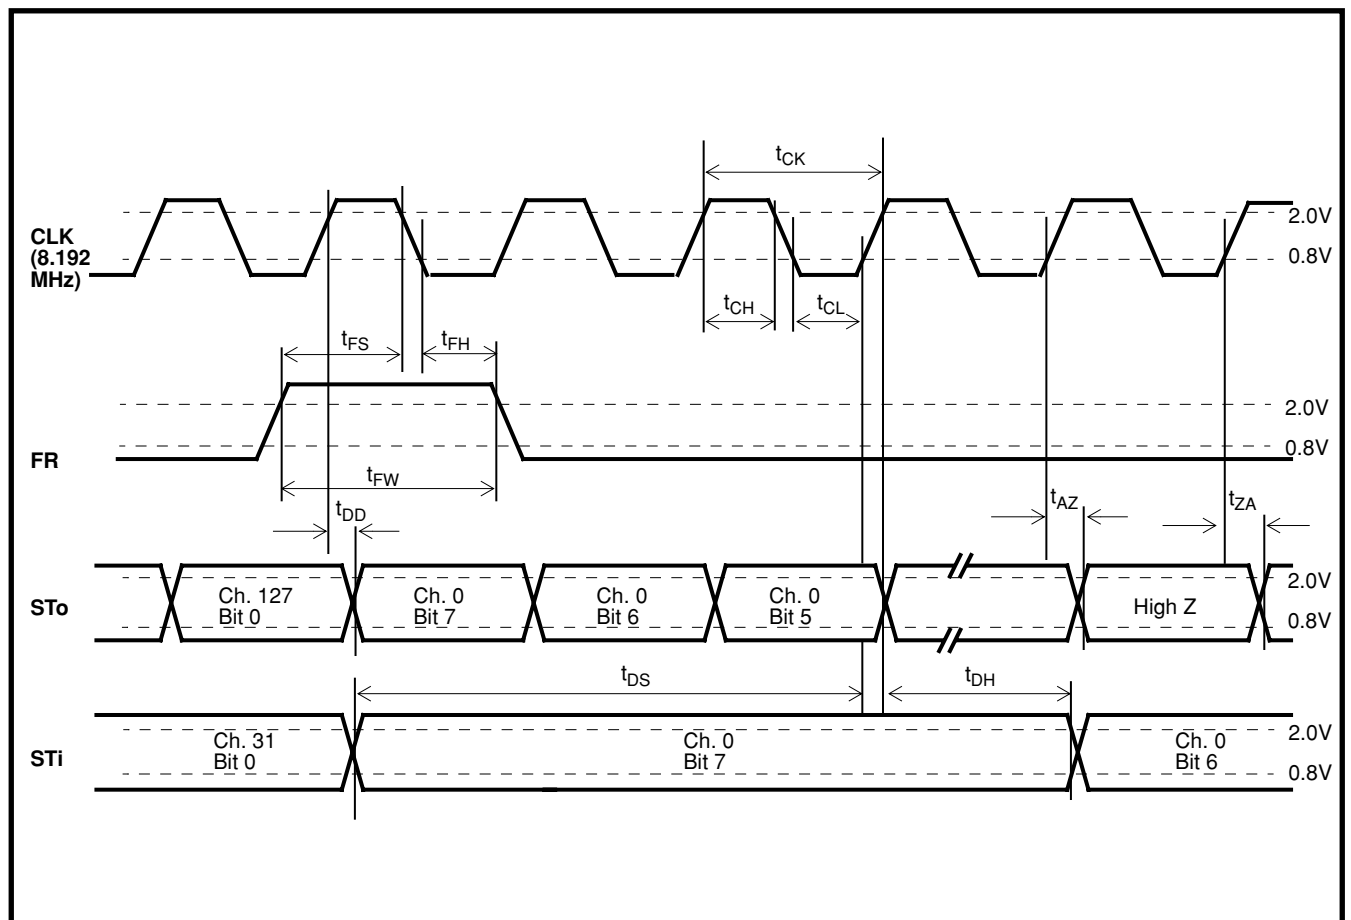 tCK
2.0V
CLK
(8.192
MHz)
0.8V
tCH
tCL
tFS
tFH
2.0V
0.8V
FR
tFW
tDD
tAZ
tZA
STo
Ch. 127
Bit 0
Ch. 0
Bit 7
Ch. 0
Bit 6
Ch. 0
Bit 5
High Z
2.0V
0.8V
tDS
tDH
STi
Ch. 31
Bit 0
Ch. 0
Bit 7
Ch. 0
Bit 6
2.0V
0.8V